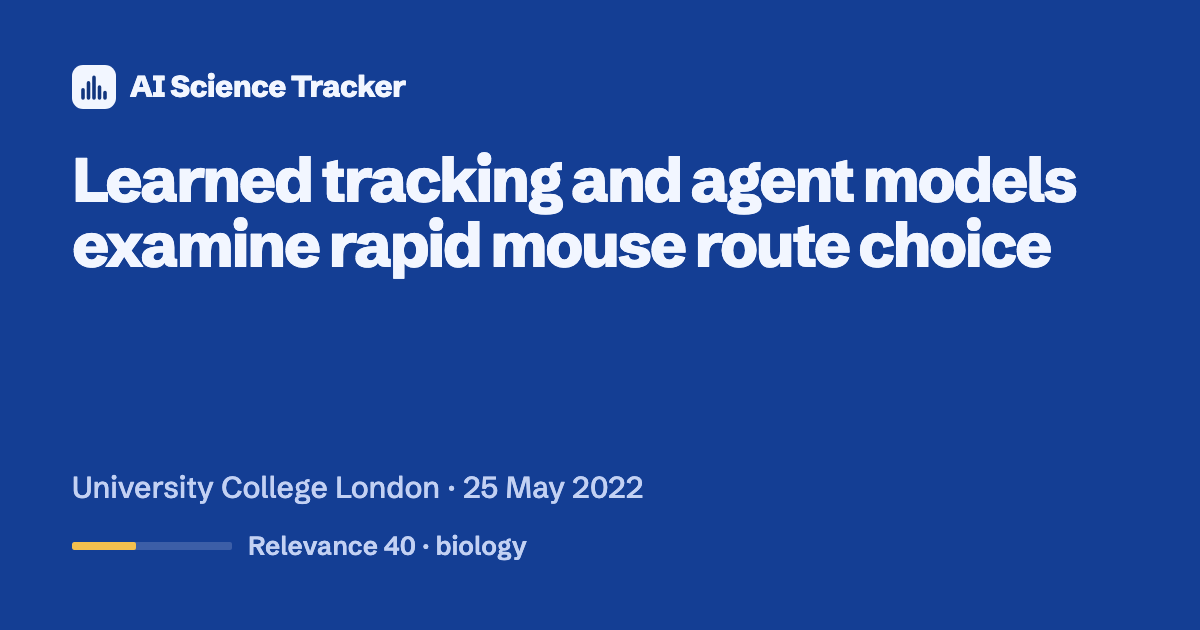 AI Science Tracker
Learned tracking and agent models
examine rapid mouse route choice
University College London · 25 May 2022
Relevance 40 · biology